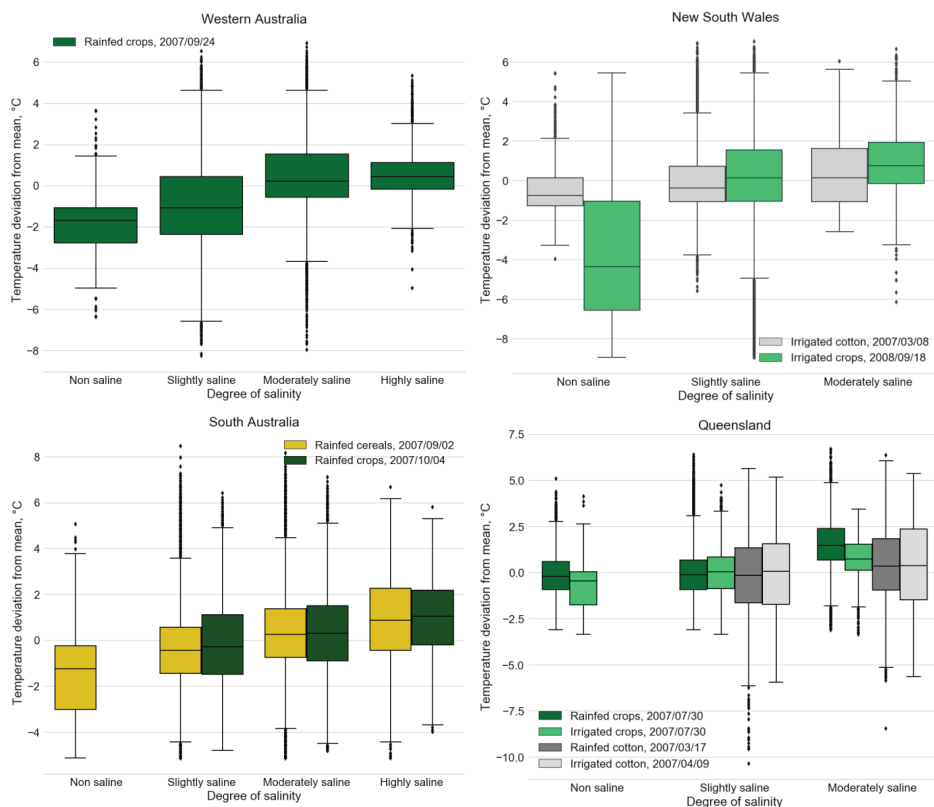 Western Australia
Rainfed crops, 2007/09/24
Temperature deviation from mean, °C
6
4
2
0
−2
−4
−6
−8
Non saline
Slightly saline
Moderately saline
Highly saline
Degree of salinity
New South Wales
Temperature deviation from mean, °C
6
4
2
0
−2
−4
−6
−8
Irrigated cotton, 2007/03/08
Irrigated crops, 2008/09/18
Non saline
Slightly saline
Moderately saline
Degree of salinity
South Australia
Rainfed cereals, 2007/09/02
Rainfed crops, 2007/10/04
Temperature deviation from mean, °C
8
6
4
2
0
−2
−4
Non saline
Slightly saline
Moderately saline
Highly saline
Degree of salinity
Queensland
Temperature deviation from mean, °C
7.5
5.0
2.5
0.0
−2.5
−5.0
−7.5
−10.0
Rainfed crops, 2007/07/30
Irrigated crops, 2007/07/30
Rainfed cotton, 2007/03/17
Irrigated cotton, 2007/04/09
Non saline
Slightly saline
Moderately saline
Degree of salinity